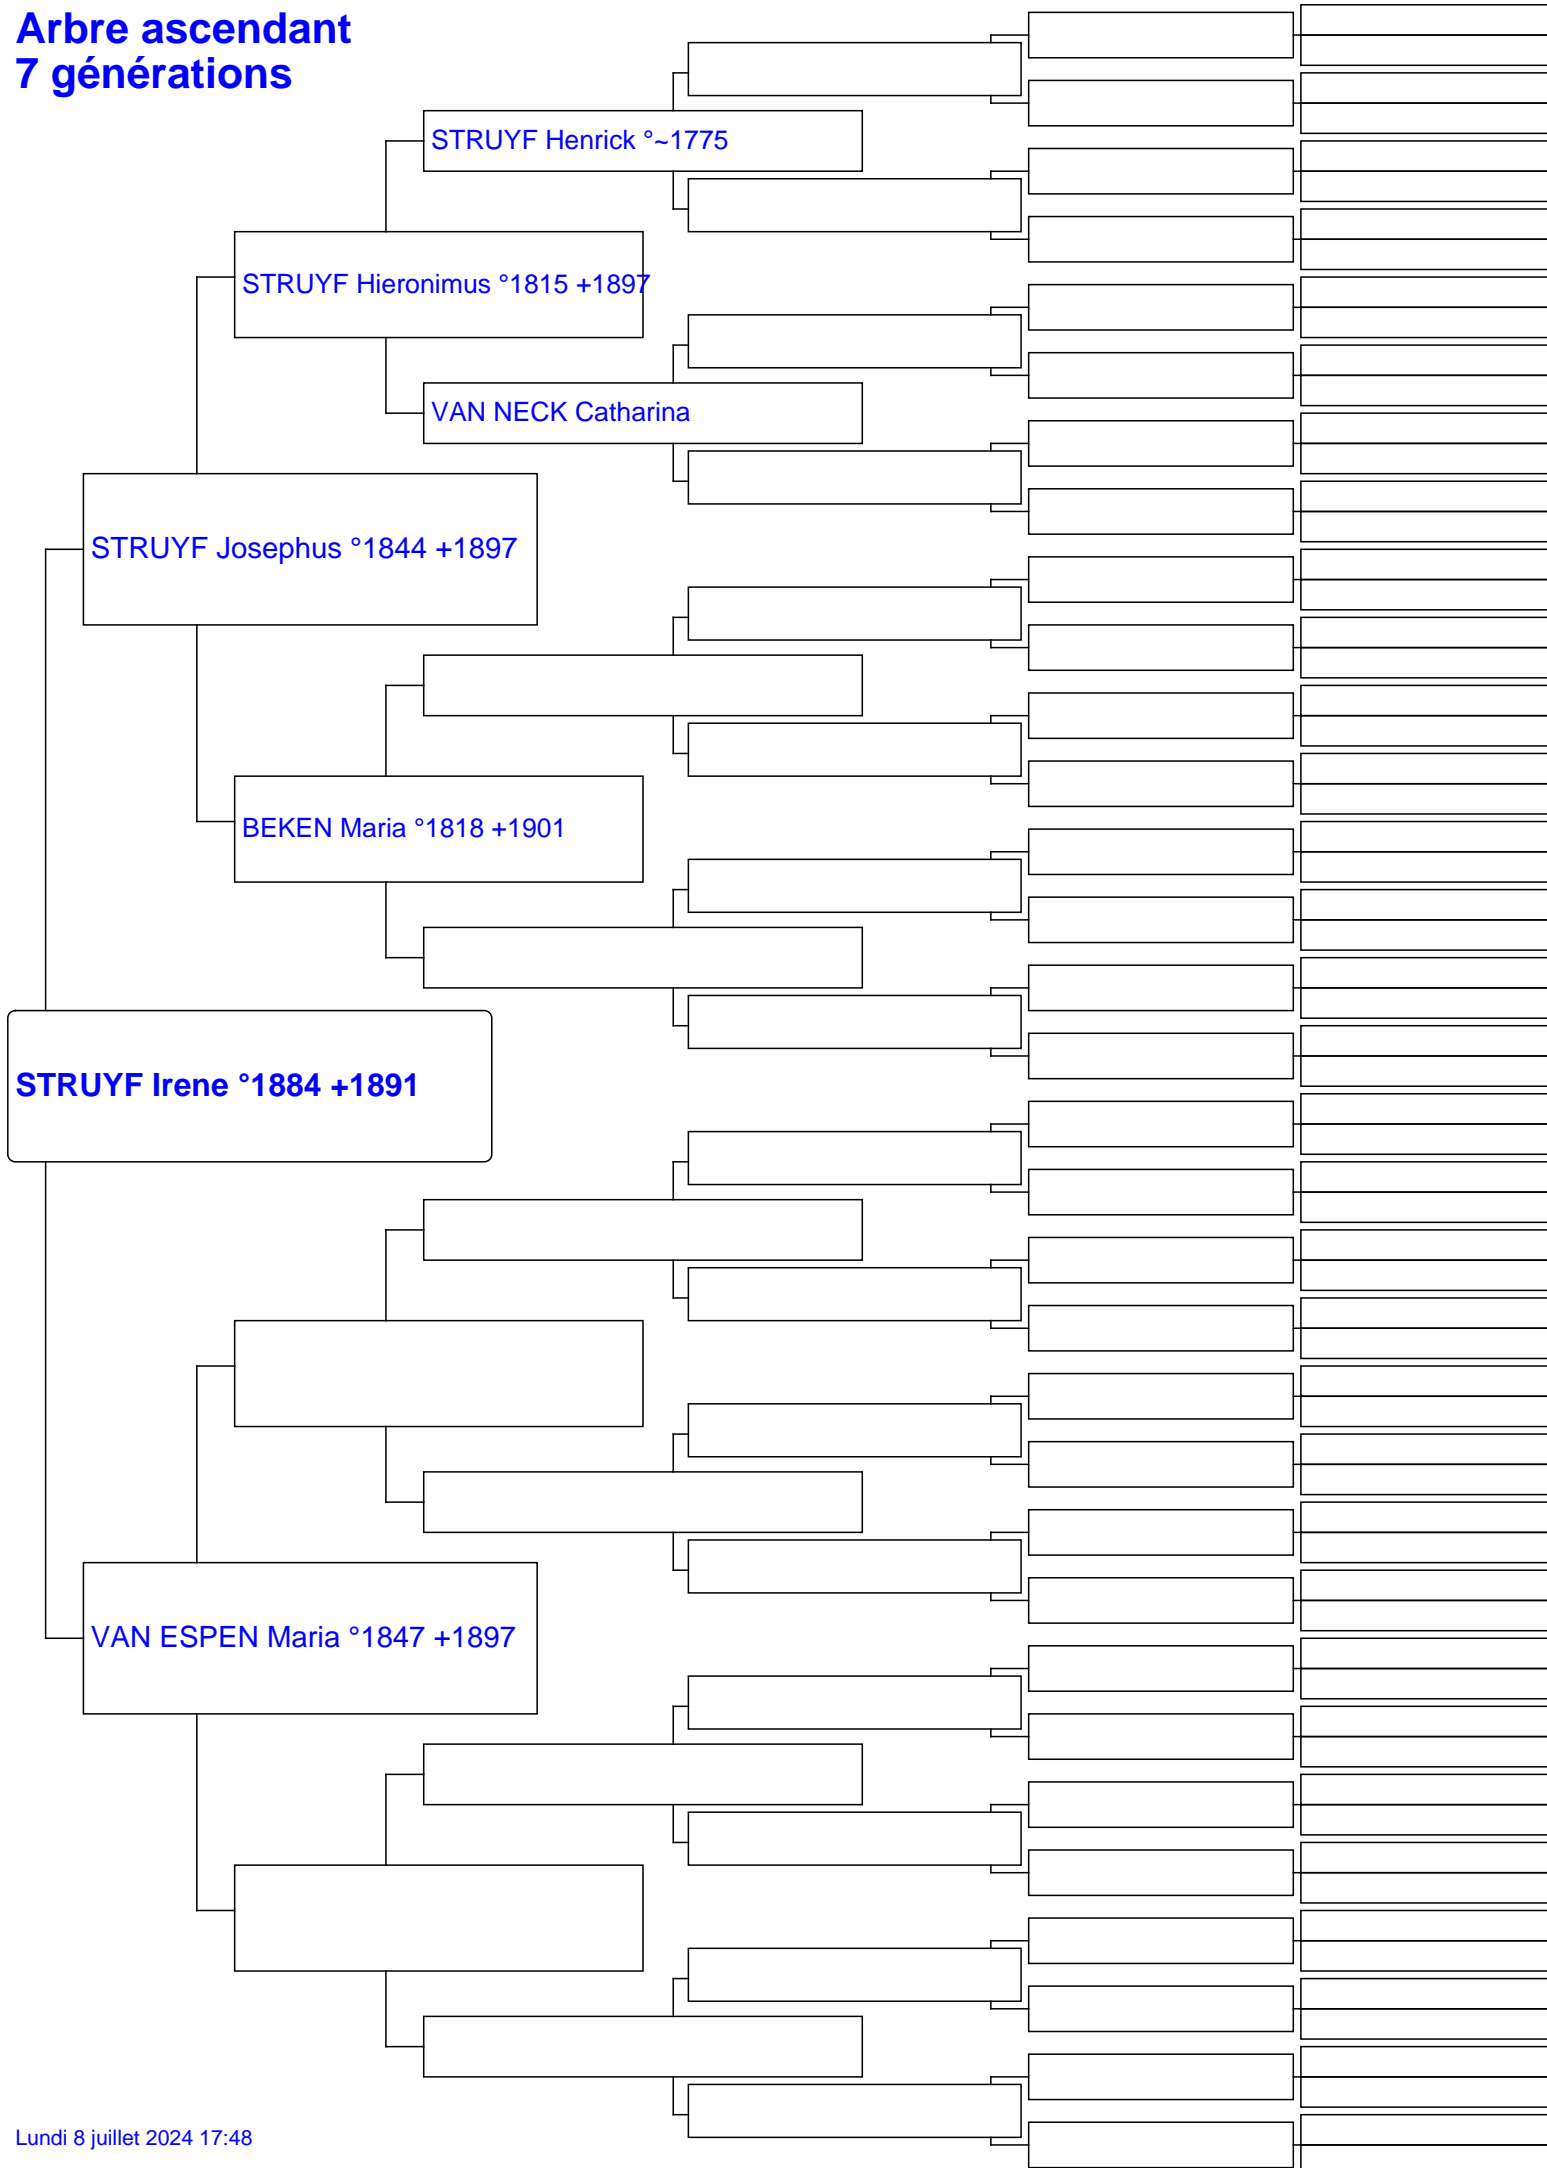 Arbre ascendant
7 générations
STRUYF Henrick °~1775
STRUYF Hieronimus °1815 +1897
VAN NECK Catharina
STRUYF Josephus °1844 +1897
BEKEN Maria °1818 +1901
STRUYF Irene °1884 +1891
VAN ESPEN Maria °1847 +1897
Lundi 8 juillet 2024 17:48